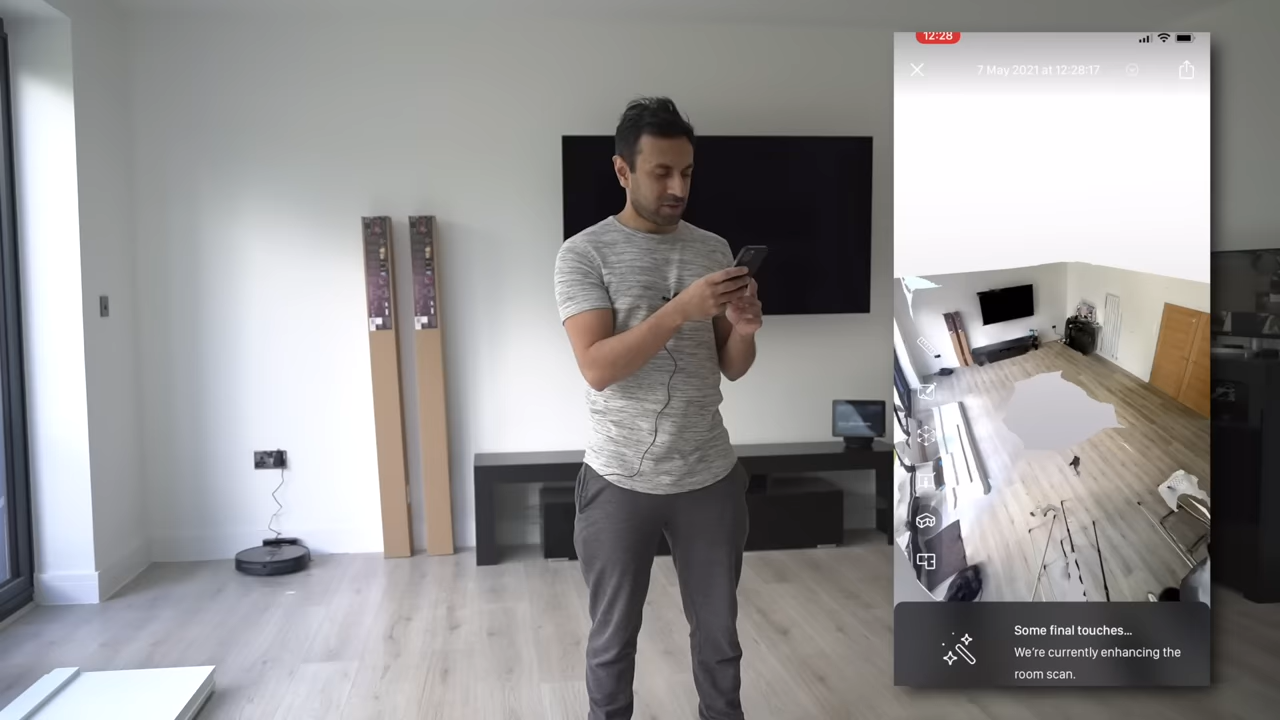 12:28
7 May 2021 at 12:28:17
Some final touches...
We're currently enhancing the
room scan.